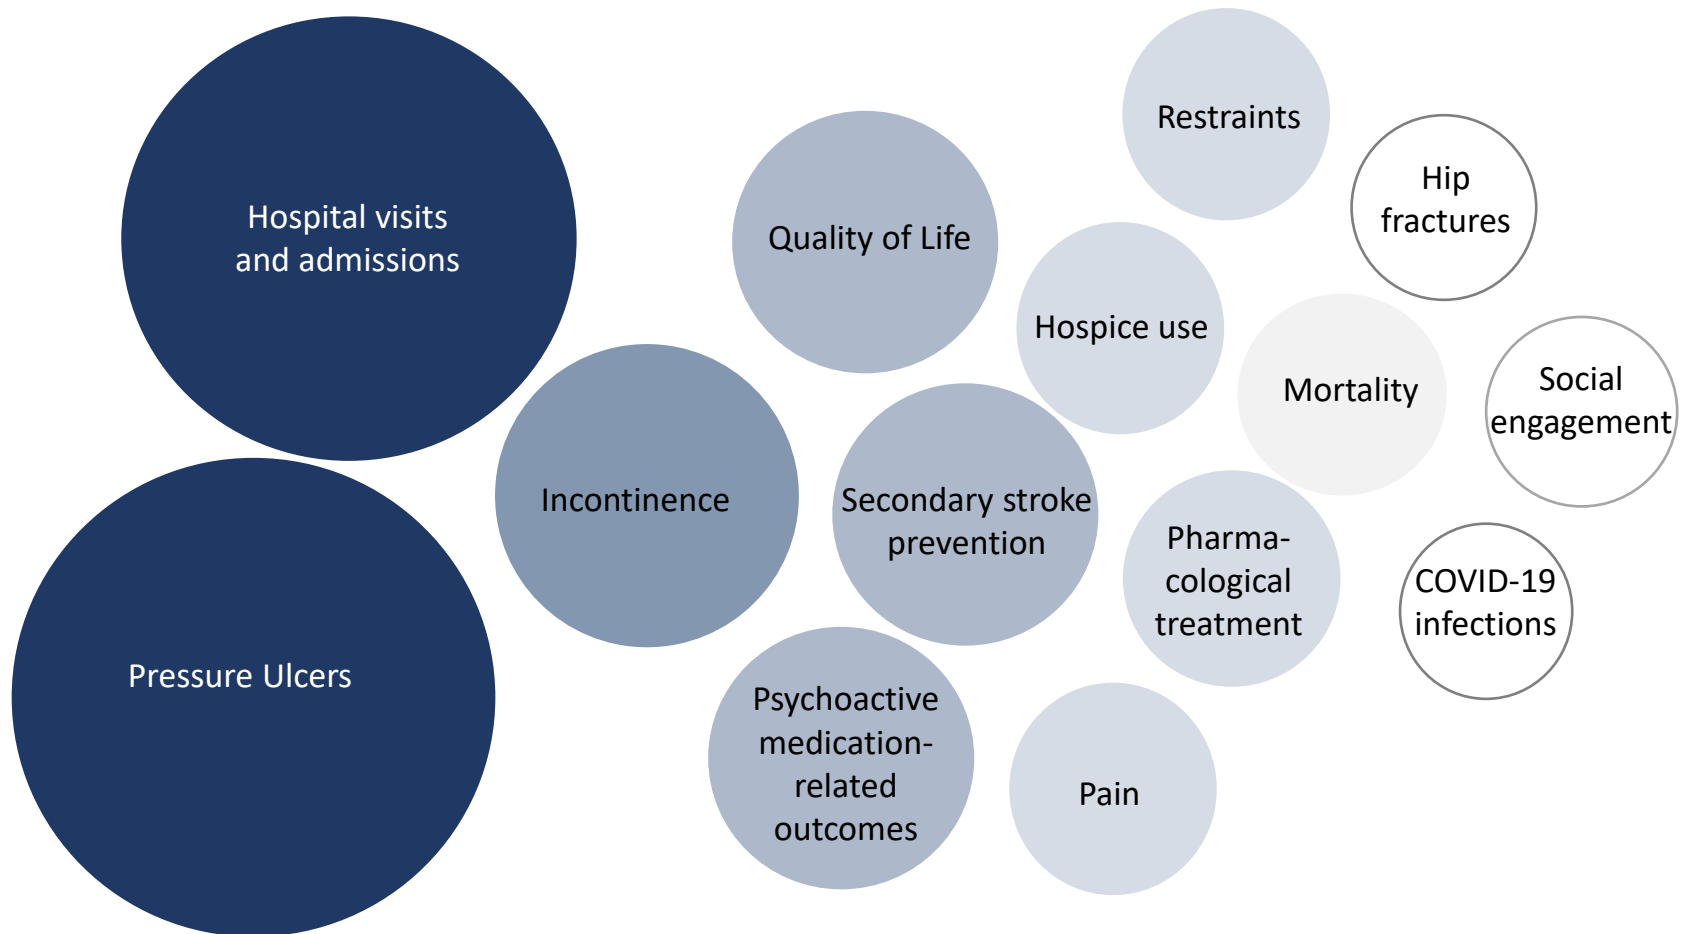 Hospital visits
and admissions
Pressure Ulcers
Incontinence
Quality of Life
Secondary stroke
prevention
Psychoactive
medication-
related
outcomes
Restraints
Hospice use
Pharma-
cological
treatment
Pain
Mortality
Hip
fractures
Social
engagement
COVID-19
infections